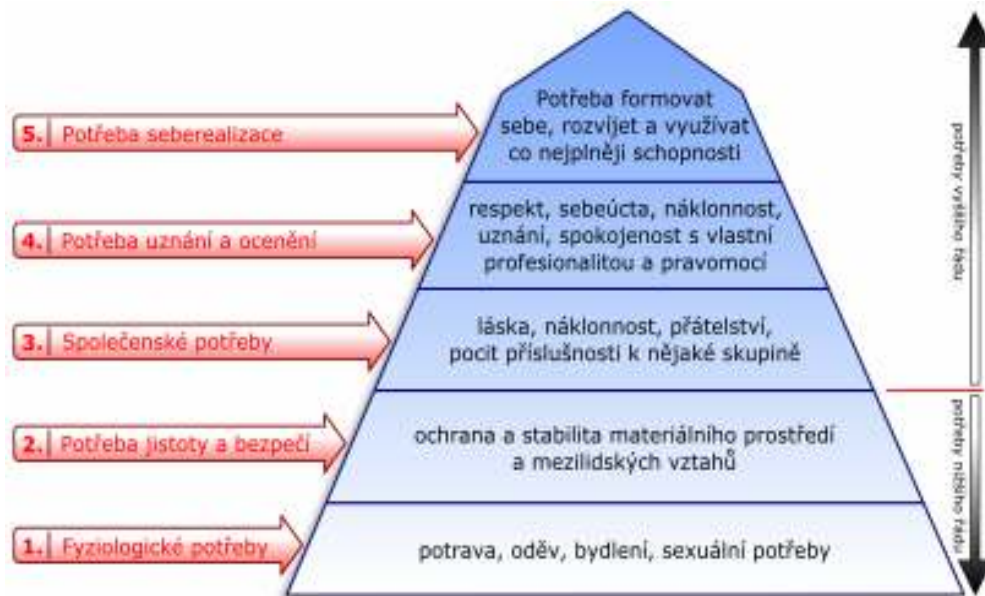 5. Potřeba seberealizace
Potřeba formovat
sebe, rozvíjet a využívat
co nejplněji schopnosti
4. Potřeba uznání a ocenění
respekt, sebeúcta, náklonnost,
uznání, spokojenost s vlastní
profesionalitou a pravomocí
3. Společenské potřeby
láska, náklonnost, přátelství,
pocit příslušnosti k nějaké skupině
2. Potřeba jistoty a bezpečí
ochrana a stabilita materiálního prostředí
a mezilidských vztahů
1. Fyziologické potřeby
potrava, oděv, bydlení, sexuální potřeby
potřeby vyššího řádu
potřeby nižšího řádu